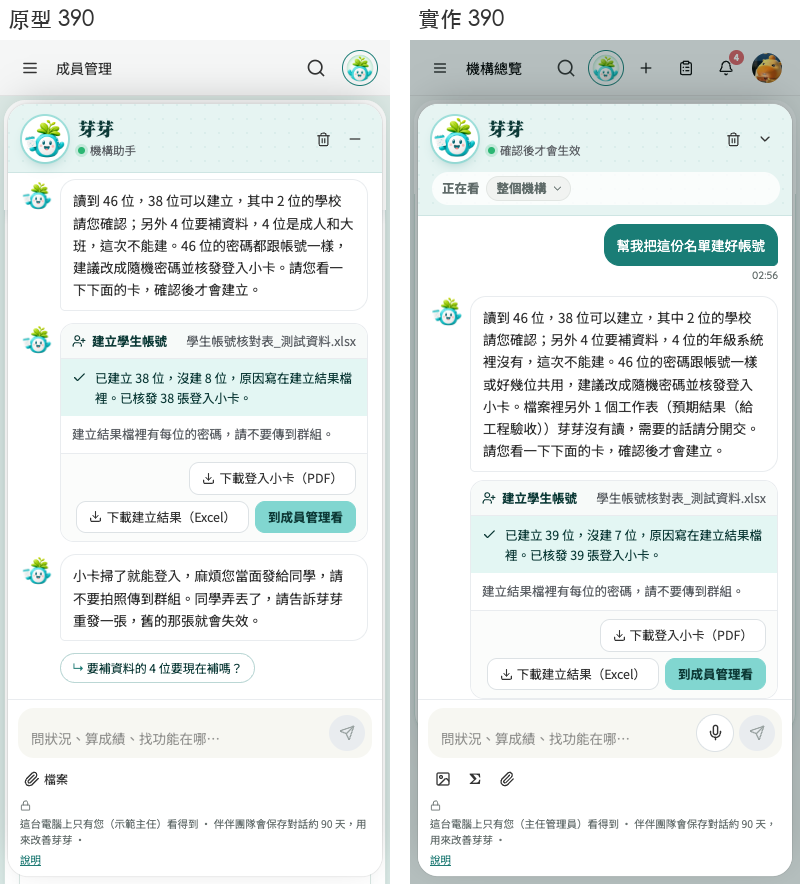 原型 390
成員管理
芽芽
機構助手
讀到 46 位，38 位可以建立，其中 2 位的學校
請您確認；另外 4 位要補資料，4 位是成人和大
班，這次不能建。46 位的密碼都跟帳號一樣，
建議改成隨機密碼並核發登入小卡。請您看一
下下面的卡，確認後才會建立。
建立學生帳號 學生帳號核對表_測試資料.xlsx
已建立 38 位，沒建 8 位，原因寫在建立結果檔
裡。已核發 38 張登入小卡。
建立結果檔裡有每位的密碼，請不要傳到群組。
下載登入小卡（PDF）
下載建立結果（Excel） 到成員管理看
小卡掃了就能登入，麻煩您當面發給同學，請
不要拍照傳到群組。同學弄丟了，請告訴芽芽
重發一張，舊的那張就會失效。
要補資料的 4 位要現在補嗎？
問狀況、算成績、找功能在哪…
檔案
這台電腦上只有您（示範主任）看得到 · 伴伴團隊會保存對話約 90 天，用
來改善芽芽 ·
說明
實作 390
機構總覽
4
芽芽
確認後才會生效
正在看 整個機構
幫我把這份名單建好帳號
02:56
讀到 46 位，38 位可以建立，其中 2 位的學校
請您確認；另外 4 位要補資料，4 位的年級系統
裡沒有，這次不能建。46 位的密碼跟帳號一樣
或好幾位共用，建議改成隨機密碼並核發登入
小卡。檔案裡另外 1 個工作表（預期結果（給
工程驗收））芽芽沒有讀，需要的話請分開交。
請您看一下下面的卡，確認後才會建立。
建立學生帳號 學生帳號核對表_測試資料.xlsx
已建立 39 位，沒建 7 位，原因寫在建立結果檔
裡。已核發 39 張登入小卡。
建立結果檔裡有每位的密碼，請不要傳到群組。
下載登入小卡（PDF）
下載建立結果（Excel） 到成員管理看
問狀況、算成績、找功能在哪…
這台電腦上只有您（主任管理員）看得到 · 伴伴團隊會保存對話約 90 天，
用來改善芽芽 ·
說明